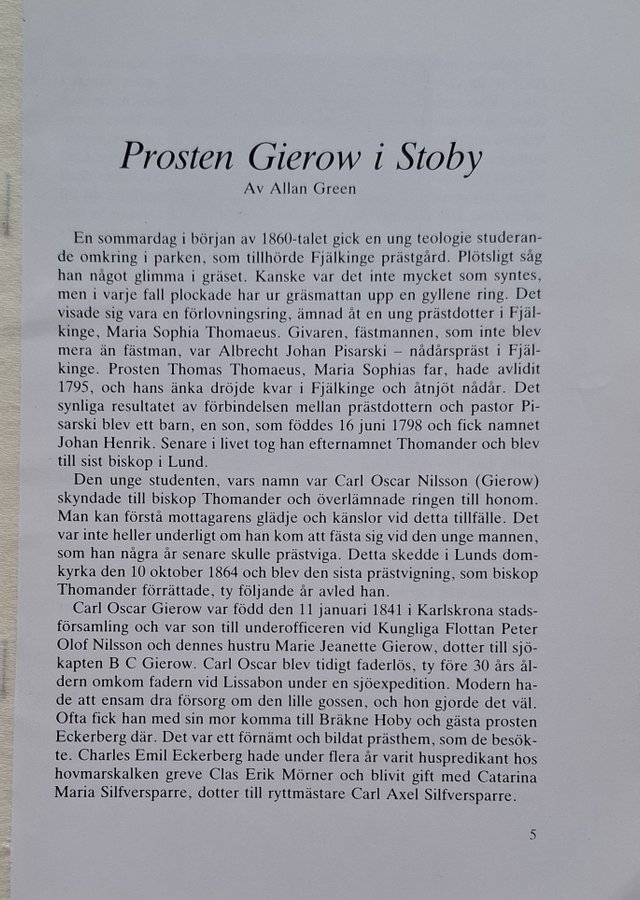 Prosten Gierow i Stoby
Av Allan Green
En sommardag i början av 1860-talet gick en ung teologie studeran-
de omkring i parken, som tillhörde Fjälkinge prästgård. Plötsligt såg
han något glimma i gräset. Kanske var det inte mycket som syntes,
men i varje fall plockade har ur gräsmattan upp en gyllene ring. Det
visade sig vara en förlovningsring, ämnad åt en ung prästdotter i Fjäl-
kinge, Maria Sophia Thomaeus. Givaren, fästmannen, som inte blev
mera än fästman, var Albrecht Johan Pisarski – nådårspräst i Fjäl-
kinge. Prosten Thomas Thomaeus, Maria Sophias far, hade avlidit
1795, och hans änka dröjde kvar i Fjälkinge och åtnjöt nådår. Det
synliga resultatet av förbindelsen mellan prästdottern och pastor Pi-
sarski blev ett barn, en son, som föddes 16 juni 1798 och fick namnet
Johan Henrik. Senare i livet tog han efternamnet Thomander och blev
till sist biskop i Lund.
Den unge studenten, vars namn var Carl Oscar Nilsson (Gierow)
skyndade till biskop Thomander och överlämnade ringen till honom.
Man kan förstå mottagarens glädje och känslor vid detta tillfälle. Det
var inte heller underligt om han kom att fästa sig vid den unge mannen,
som han några år senare skulle prästviga. Detta skedde i Lunds dom-
kyrka den 10 oktober 1864 och blev den sista prästvigning, som biskop
Thomander förrättade, ty följande år avled han.
Carl Oscar Gierow var född den 11 januari 1841 i Karlskrona stads-
församling och var son till underofficeren vid Kungliga Flottan Peter
Olof Nilsson och dennes hustru Marie Jeanette Gierow, dotter till sjö-
kapten B C Gierow. Carl Oscar blev tidigt faderlös, ty före 30 års ål-
dern omkom fadern vid Lissabon under en sjöexpedition. Modern ha-
de att ensam dra försorg om den lille gossen, och hon gjorde det väl.
Ofta fick han med sin mor komma till Bräkne Hoby och gästa prosten
Eckerberg där. Det var ett förnämt och bildat prästhem, som de besök-
te. Charles Emil Eckerberg hade under flera år varit huspredikant hos
hovmarskalken greve Clas Erik Mörner och blivit gift med Catarina
Maria Silfversparre, dotter till ryttmästare Carl Axel Silfversparre.
5